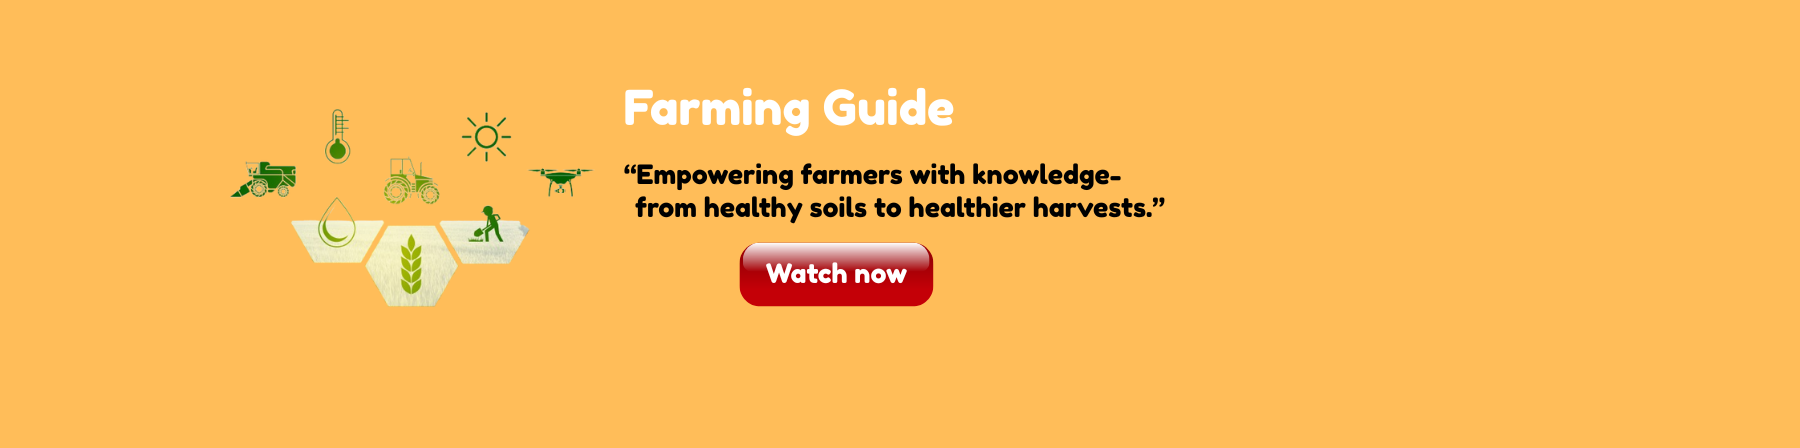 Farming Guide
“Empowering farmers with knowledge-
from healthy soils to healthier harvests.”
Watch now